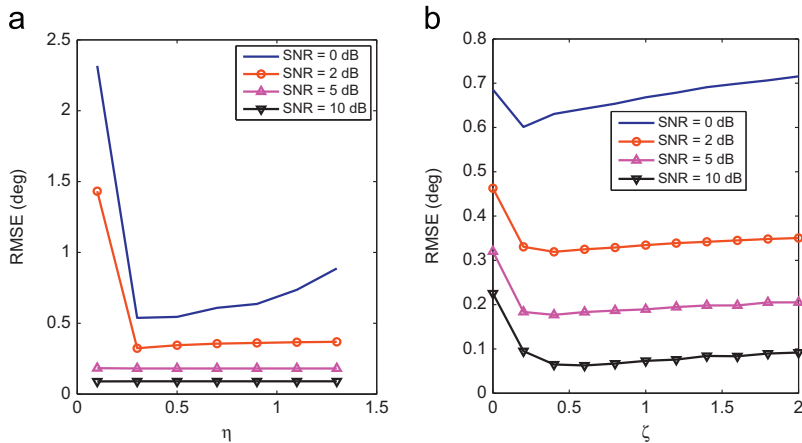 a
2.5
2
1.5
1
0.5
0
0
0.5
1
1.5
RMSE (deg)
η
SNR = 0 dB
SNR = 2 dB
SNR = 5 dB
SNR = 10 dB
b
0.8
0.7
0.6
0.5
0.4
0.3
0.2
0.1
0
0
0.5
1
1.5
2
RMSE (deg)
ζ
SNR = 0 dB
SNR = 2 dB
SNR = 5 dB
SNR = 10 dB